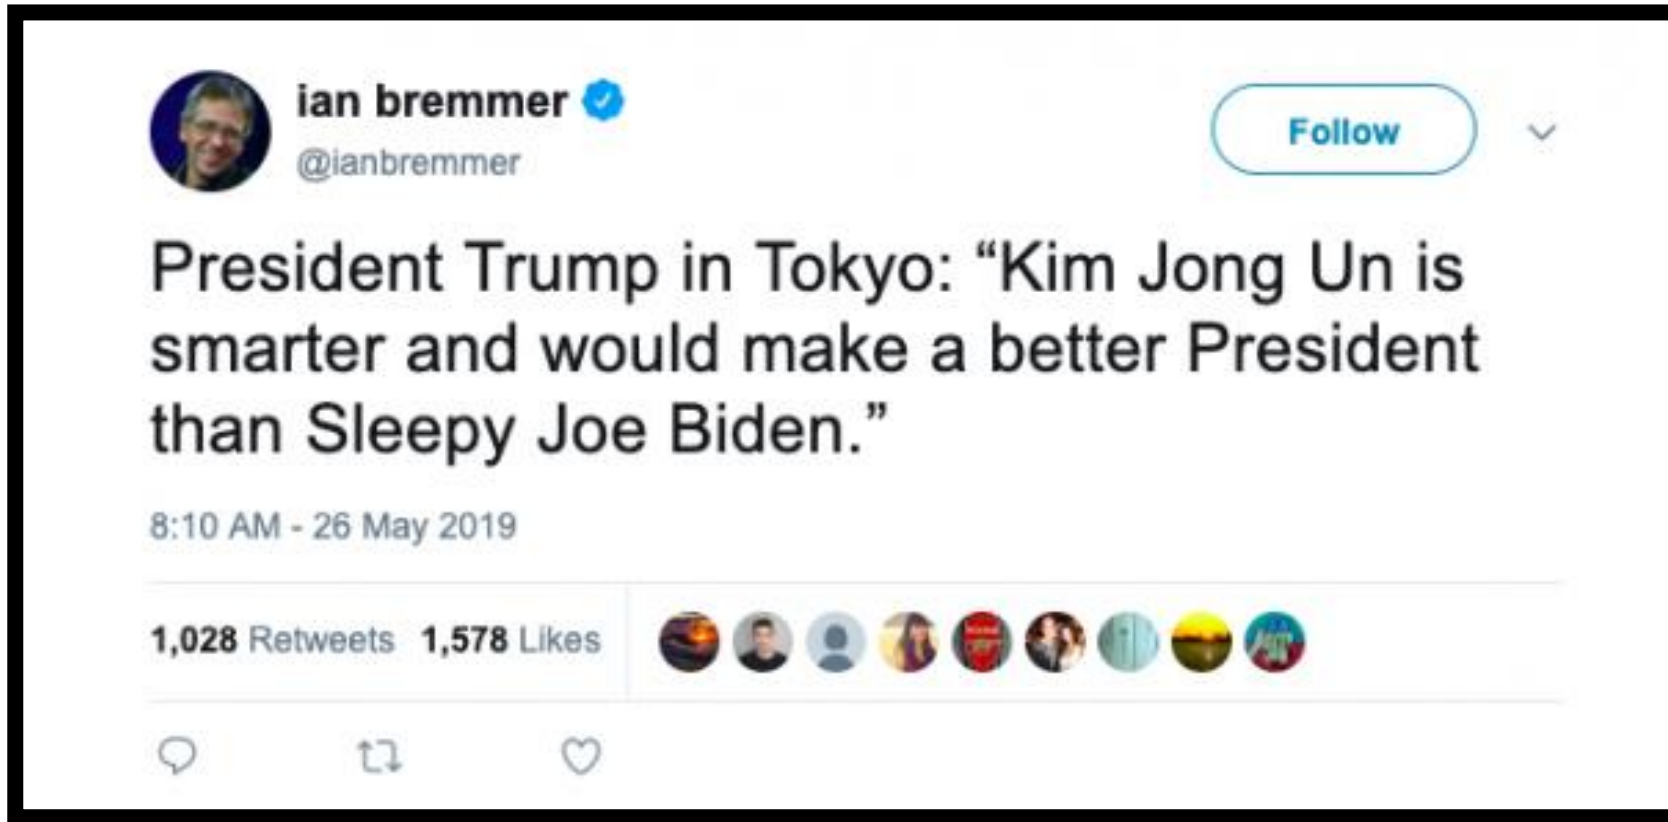 ian bremmer
@ianbremmer
Follow
President Trump in Tokyo: “Kim Jong Un is
smarter and would make a better President
than Sleepy Joe Biden.”
8:10 AM - 26 May 2019
1,028 Retweets 1,578 Likes